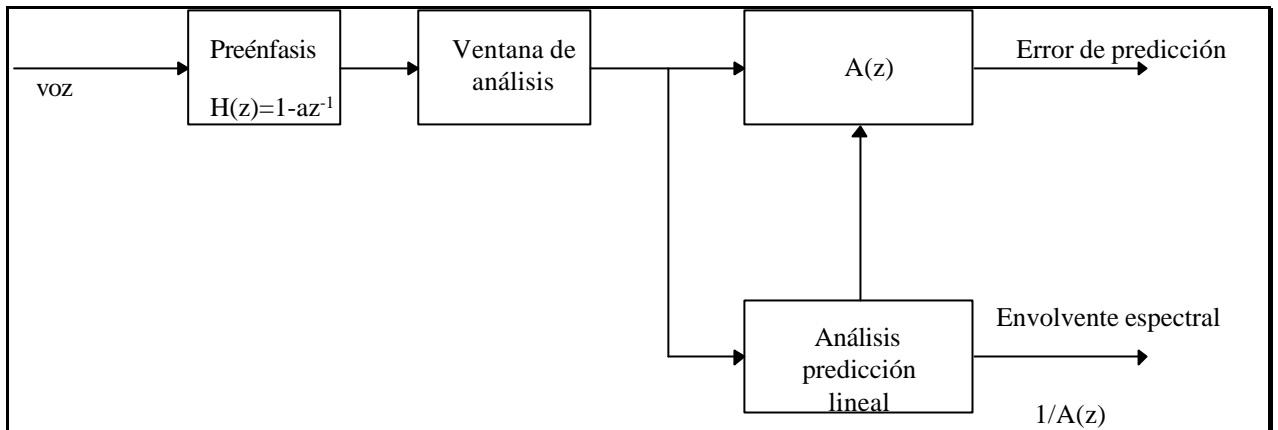 voz
Preénfasis
H(z)=1-az⁻¹
Ventana de
análisis
A(z)
Error de predicción
Análisis
predicción
lineal
Envolvente espectral
1/A(z)